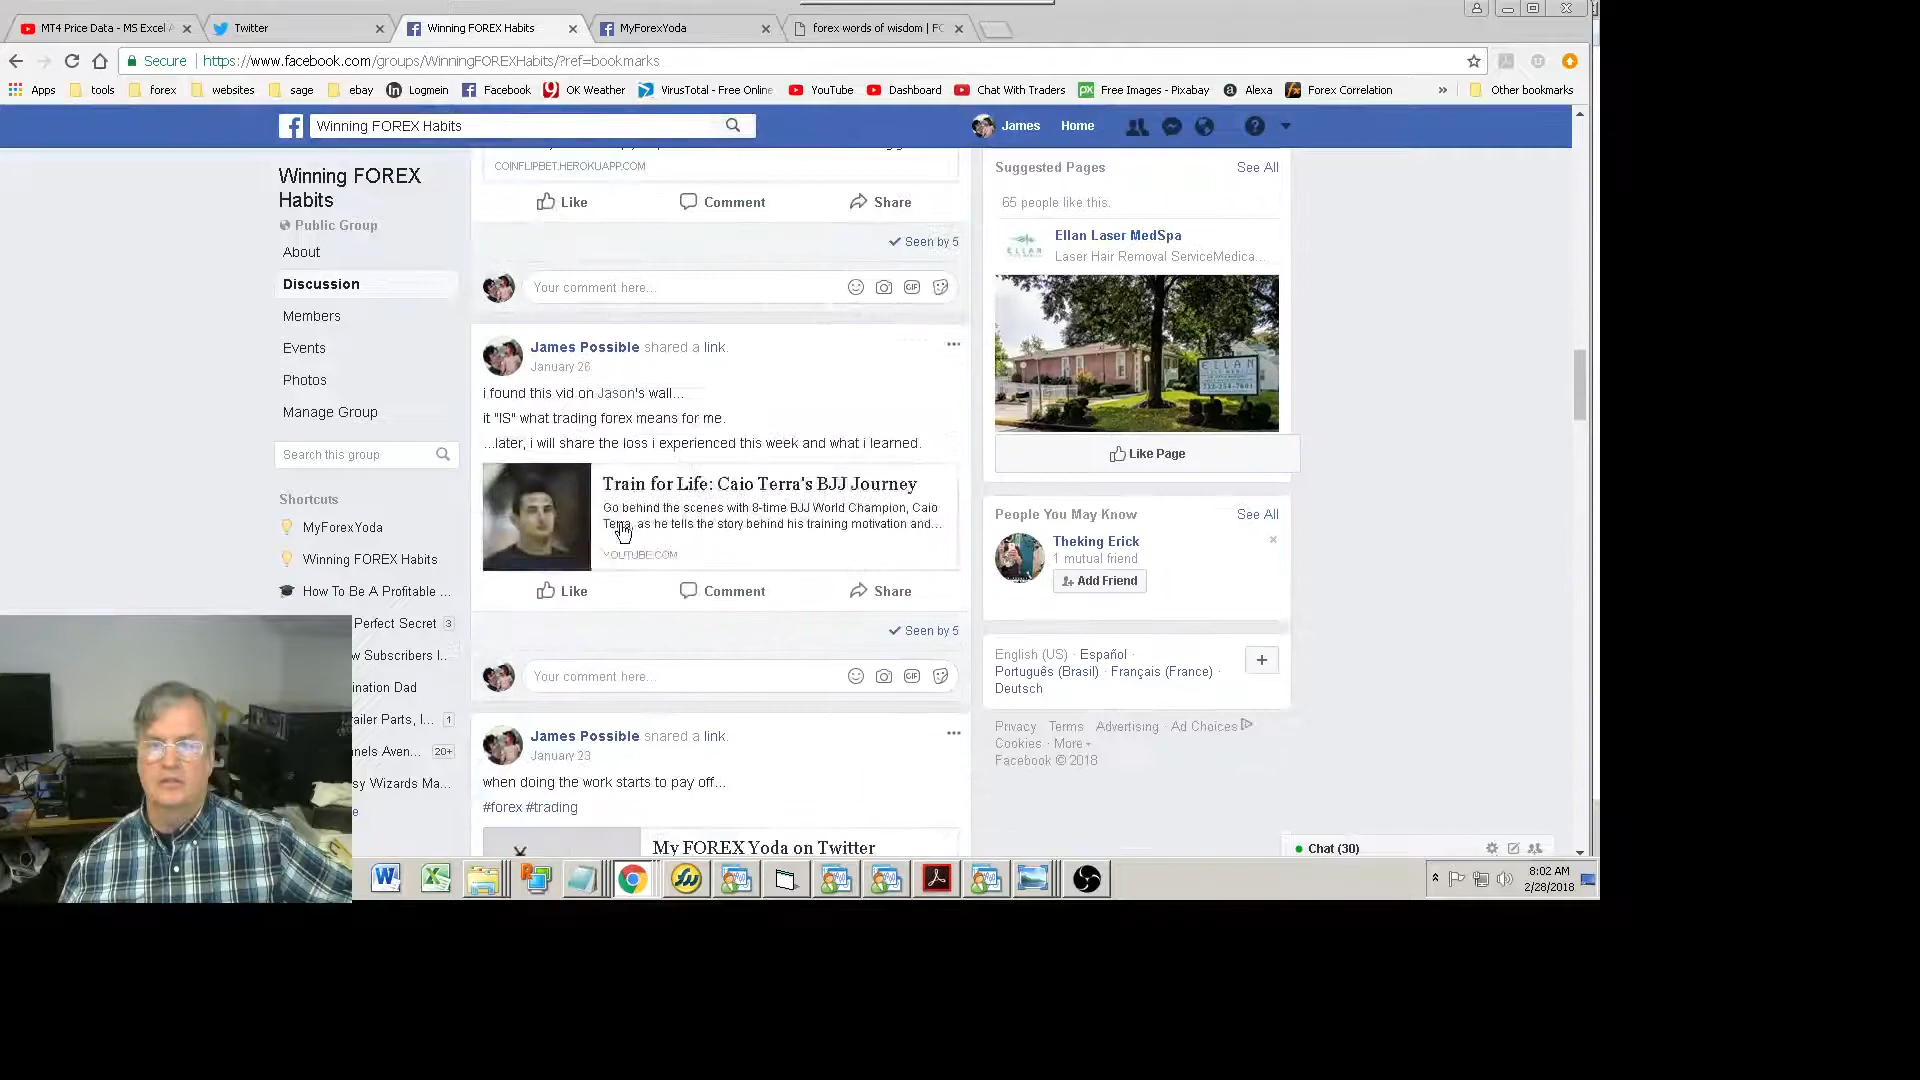 MT4 Price Data - MS Excel
Twitter
Winning FOREX Habits
MyForexYoda
forex words of wisdom | FC
Secure
https://www.facebook.com/groups/WinningFOREXHabits/?ref=bookmarks
Apps
tools
forex
websites
sage
ebay
Logmein
Facebook
OK Weather
VirusTotal - Free Online
YouTube
Dashboard
Chat With Traders
Free Images - Pixabay
Alexa
Forex Correlation
»
Other bookmarks
Winning FOREX Habits
James
Home
Winning FOREX
Habits
Public Group
About
Discussion
Members
Events
Photos
Manage Group
Search this group
Shortcuts
MyForexYoda
Winning FOREX Habits
How To Be A Profitable ...
Perfect Secret 3
w Subscribers I...
ination Dad
ailer Parts, I... 1
nels Aven... 20+
sy Wizards Ma...
e
COINFLIPBET.HEROKUAPP.COM
Like
Comment
Share
Seen by 5
Your comment here...
GIF
James Possible shared a link.
January 26
i found this vid on Jason's wall...
it "IS" what trading forex means for me.
...later, i will share the loss i experienced this week and what i learned.
Train for Life: Caio Terra's BJJ Journey
Go behind the scenes with 8-time BJJ World Champion, Caio
Terra, as he tells the story behind his training motivation and...
YOUTUBE.COM
Like
Comment
Share
Seen by 5
Your comment here...
GIF
James Possible shared a link.
January 23
when doing the work starts to pay off...
#forex #trading
My FOREX Yoda on Twitter
Suggested Pages
See All
65 people like this.
Ellan Laser MedSpa
Laser Hair Removal ServiceMedica...
ELLAN
Like Page
People You May Know
See All
Theking Erick
1 mutual friend
Add Friend
English (US) · Español ·
Português (Brasil) · Français (France) ·
Deutsch
Privacy Terms Advertising Ad Choices
Cookies · More
Facebook © 2018
Chat (30)
8:02 AM
2/28/2018